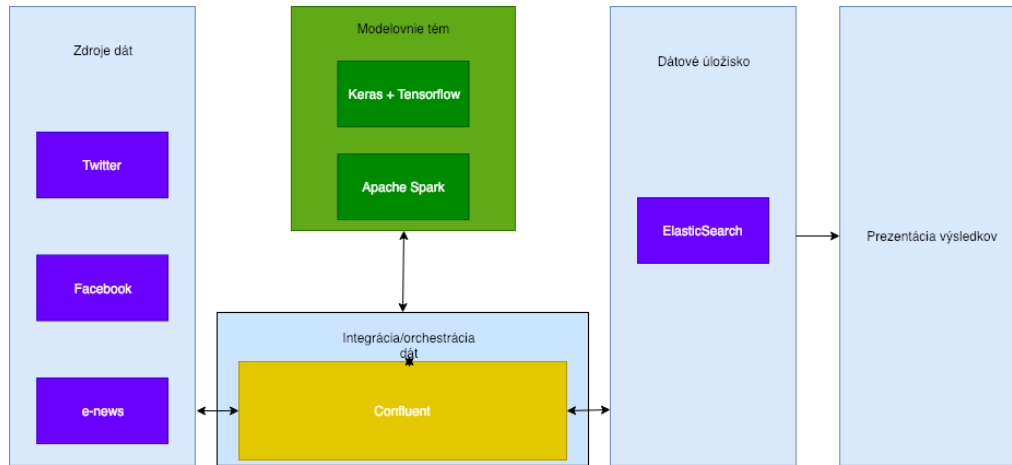 Zdroje dát
Twitter
Facebook
e-news
Modelovnie tém
Keras + Tensorflow
Apache Spark
Integrácia/orchestrácia
dát
Confluent
Dátové úložisko
ElasticSearch
Prezentácia výsledkov